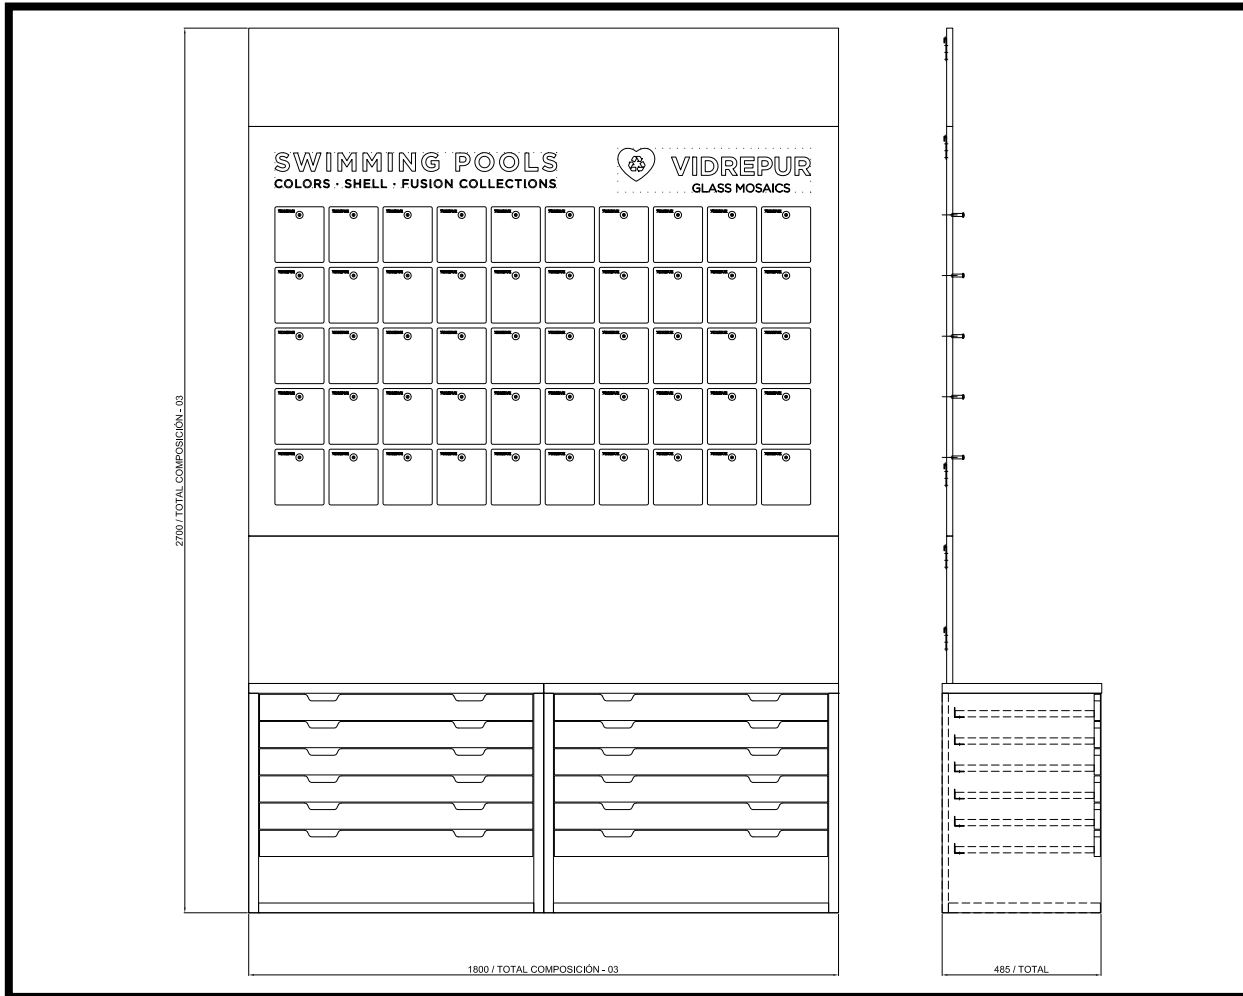 SWIMMING POOLS
COLORS · SHELL · FUSION COLLECTIONS
VIDREPUR
GLASS MOSAICS
2700 / TOTAL COMPOSICIÓN - 03
1800 / TOTAL COMPOSICIÓN - 03
485 / TOTAL